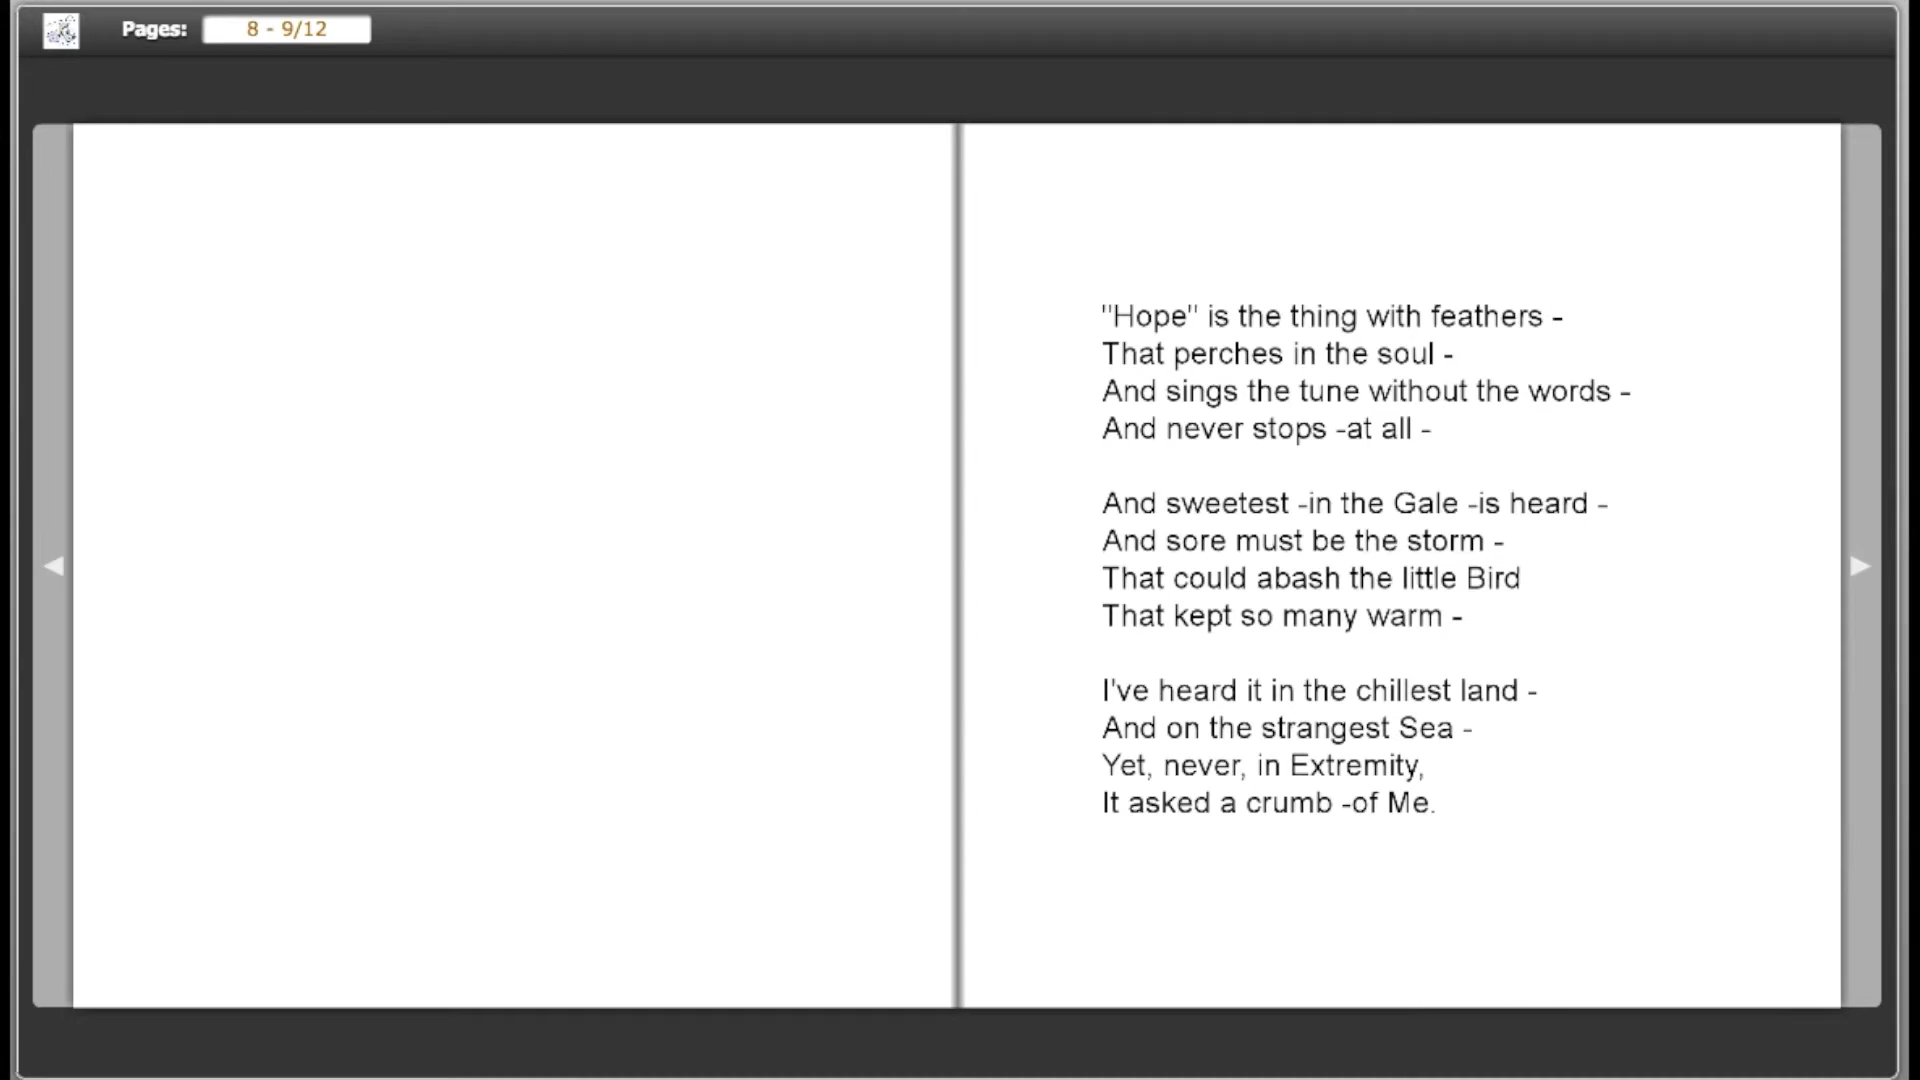 Pages: 8 - 9/12
"Hope" is the thing with feathers -
That perches in the soul -
And sings the tune without the words -
And never stops -at all -
And sweetest -in the Gale -is heard -
And sore must be the storm -
That could abash the little Bird
That kept so many warm -
I've heard it in the chillest land -
And on the strangest Sea -
Yet, never, in Extremity,
It asked a crumb -of Me.